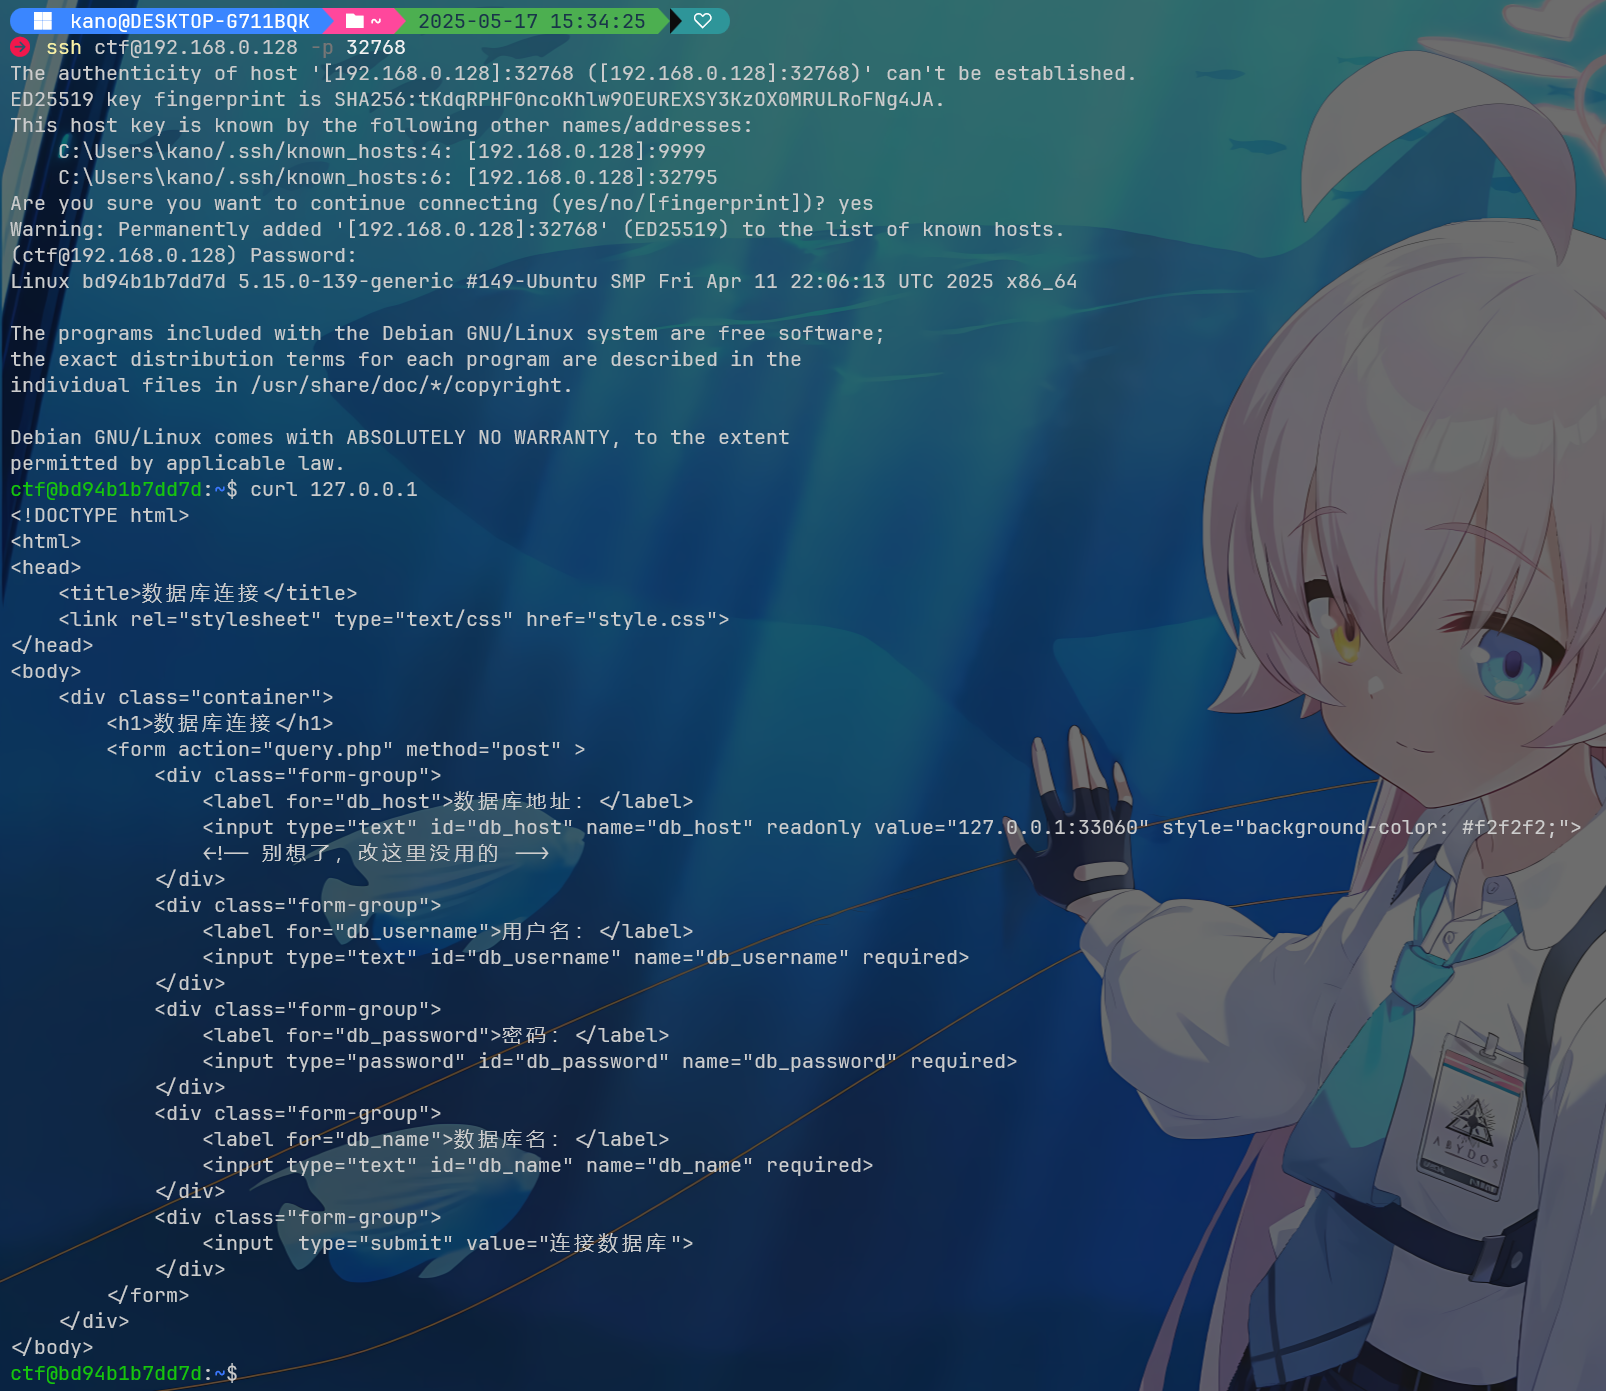 kano@DESKTOP-G711BQK ~ 2025-05-17 15:34:25
ssh ctf@192.168.0.128 -p 32768
The authenticity of host '[192.168.0.128]:32768 ([192.168.0.128]:32768)' can't be established.
ED25519 key fingerprint is SHA256:tKdqRPHF0ncoKhlw9OEUREXSY3KzOX0MRULRoFNg4JA.
This host key is known by the following other names/addresses:
    C:\Users\kano/.ssh/known_hosts:4: [192.168.0.128]:9999
    C:\Users\kano/.ssh/known_hosts:6: [192.168.0.128]:32795
Are you sure you want to continue connecting (yes/no/[fingerprint])? yes
Warning: Permanently added '[192.168.0.128]:32768' (ED25519) to the list of known hosts.
(ctf@192.168.0.128) Password:
Linux bd94b1b7dd7d 5.15.0-139-generic #149-Ubuntu SMP Fri Apr 11 22:06:13 UTC 2025 x86_64

The programs included with the Debian GNU/Linux system are free software;
the exact distribution terms for each program are described in the
individual files in /usr/share/doc/*/copyright.

Debian GNU/Linux comes with ABSOLUTELY NO WARRANTY, to the extent
permitted by applicable law.
ctf@bd94b1b7dd7d:~$ curl 127.0.0.1
<!DOCTYPE html>
<html>
<head>
    <title>数据库连接</title>
    <link rel="stylesheet" type="text/css" href="style.css">
</head>
<body>
    <div class="container">
        <h1>数据库连接</h1>
        <form action="query.php" method="post" >
            <div class="form-group">
                <label for="db_host">数据库地址：</label>
                <input type="text" id="db_host" name="db_host" readonly value="127.0.0.1:33060" style="background-color: #f2f2f2;">
                <!-- 别想了，改这里没用的 -->
            </div>
            <div class="form-group">
                <label for="db_username">用户名：</label>
                <input type="text" id="db_username" name="db_username" required>
            </div>
            <div class="form-group">
                <label for="db_password">密码：</label>
                <input type="password" id="db_password" name="db_password" required>
            </div>
            <div class="form-group">
                <label for="db_name">数据库名：</label>
                <input type="text" id="db_name" name="db_name" required>
            </div>
            <div class="form-group">
                <input  type="submit" value="连接数据库">
            </div>
        </form>
    </div>
</body>
ctf@bd94b1b7dd7d:~$
ABYDOS